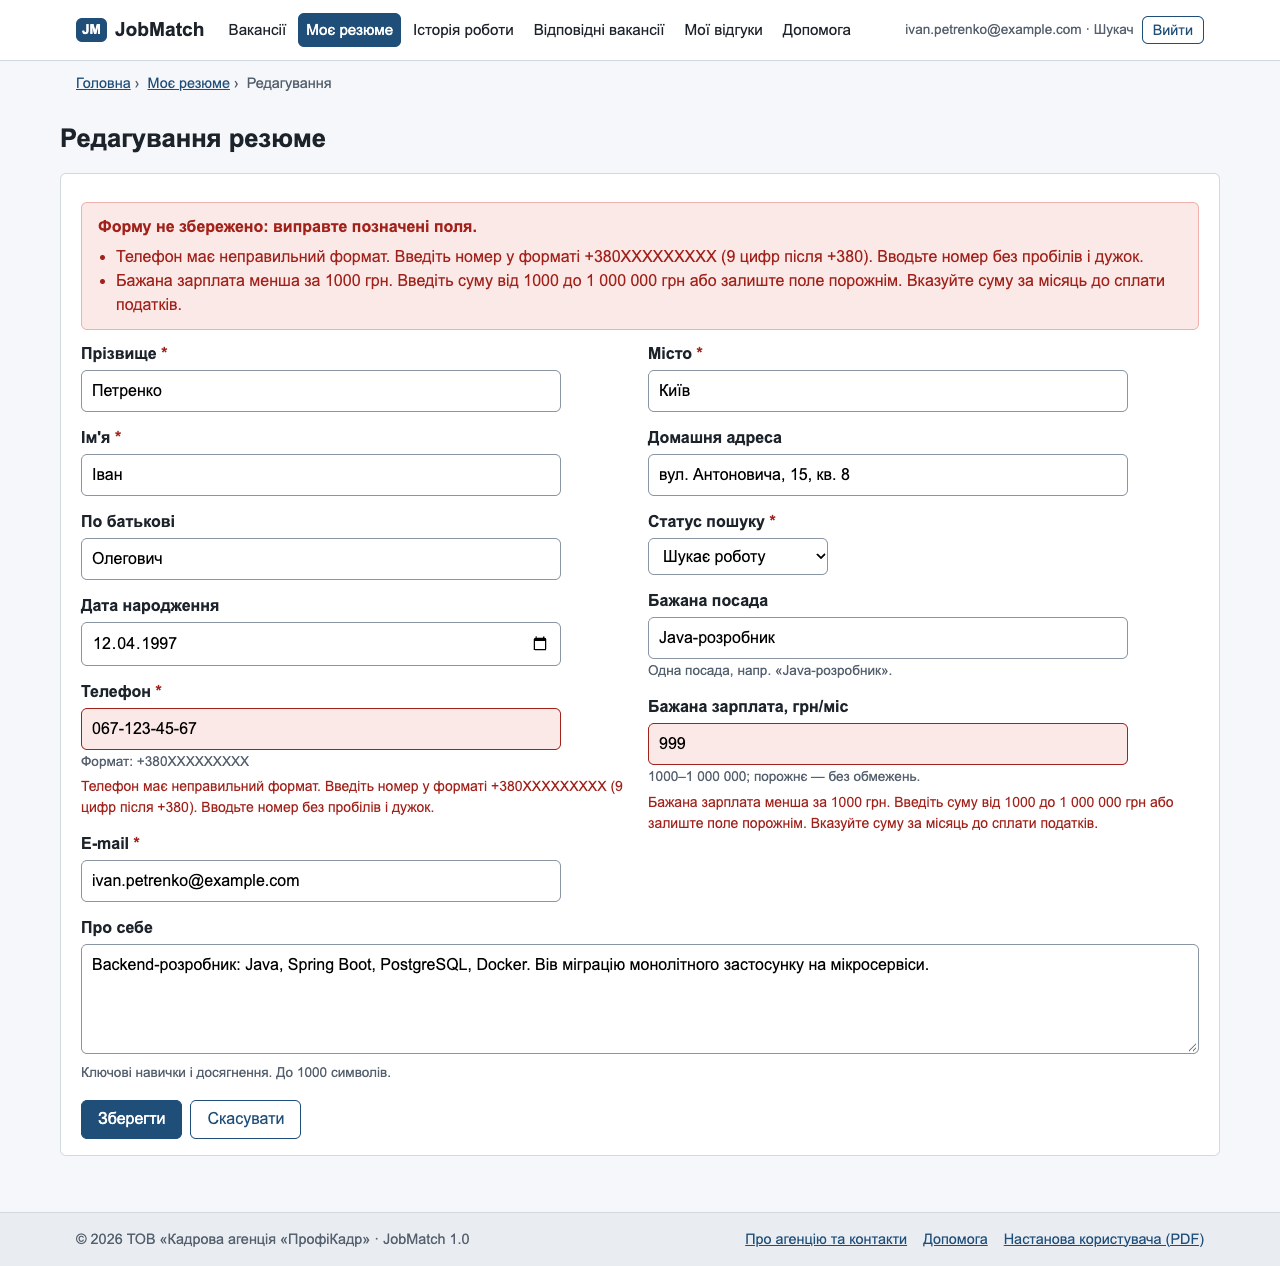 JM JobMatch Вакансії Моє резюме Історія роботи Відповідні вакансії Мої відгуки Допомога ivan.petrenko@example.com · Шукач Вийти
Головна › Моє резюме › Редагування
Редагування резюме
Форму не збережено: виправте позначені поля.
• Телефон має неправильний формат. Введіть номер у форматі +380XXXXXXXXX (9 цифр після +380). Вводьте номер без пробілів і дужок.
• Бажана зарплата менша за 1000 грн. Введіть суму від 1000 до 1 000 000 грн або залиште поле порожнім. Вказуйте суму за місяць до сплати
податків.
Прізвище *
Петренко
Ім'я *
Іван
По батькові
Олегович
Дата народження
12.04.1997
Телефон *
067-123-45-67
Формат: +380XXXXXXXXX
Телефон має неправильний формат. Введіть номер у форматі +380XXXXXXXXX (9
цифр після +380). Вводьте номер без пробілів і дужок.
E-mail *
ivan.petrenko@example.com
Місто *
Київ
Домашня адреса
вул. Антоновича, 15, кв. 8
Статус пошуку *
Шукає роботу
Бажана посада
Java-розробник
Одна посада, напр. «Java-розробник».
Бажана зарплата, грн/міс
999
1000–1 000 000; порожнє — без обмежень.
Бажана зарплата менша за 1000 грн. Введіть суму від 1000 до 1 000 000 грн або
залиште поле порожнім. Вказуйте суму за місяць до сплати податків.
Про себе
Backend-розробник: Java, Spring Boot, PostgreSQL, Docker. Вів міграцію монолітного застосунку на мікросервіси.
Ключові навички і досягнення. До 1000 символів.
Зберегти Скасувати
© 2026 ТОВ «Кадрова агенція «ПрофіКадр» · JobMatch 1.0 Про агенцію та контакти Допомога Настанова користувача (PDF)